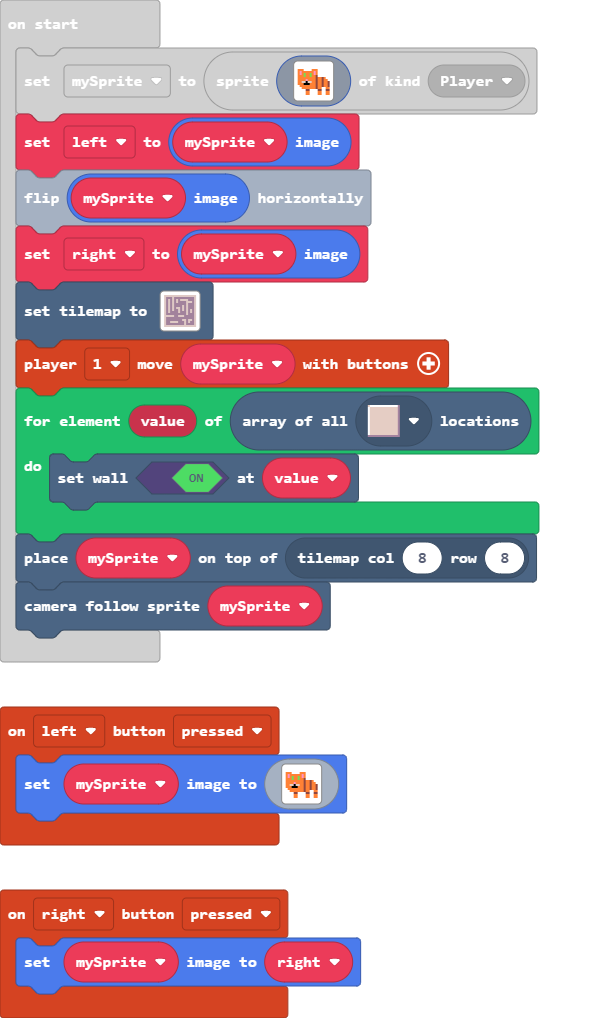 on start
set mySprite to sprite of kind Player
set left to mySprite image
flip mySprite image horizontally
set right to mySprite image
set tilemap to
player 1 move mySprite with buttons
for element value of array of all locations
do set wall ON at value
place mySprite on top of tilemap col 8 row 8
camera follow sprite mySprite
on left button pressed
set mySprite image to
on right button pressed
set mySprite image to right